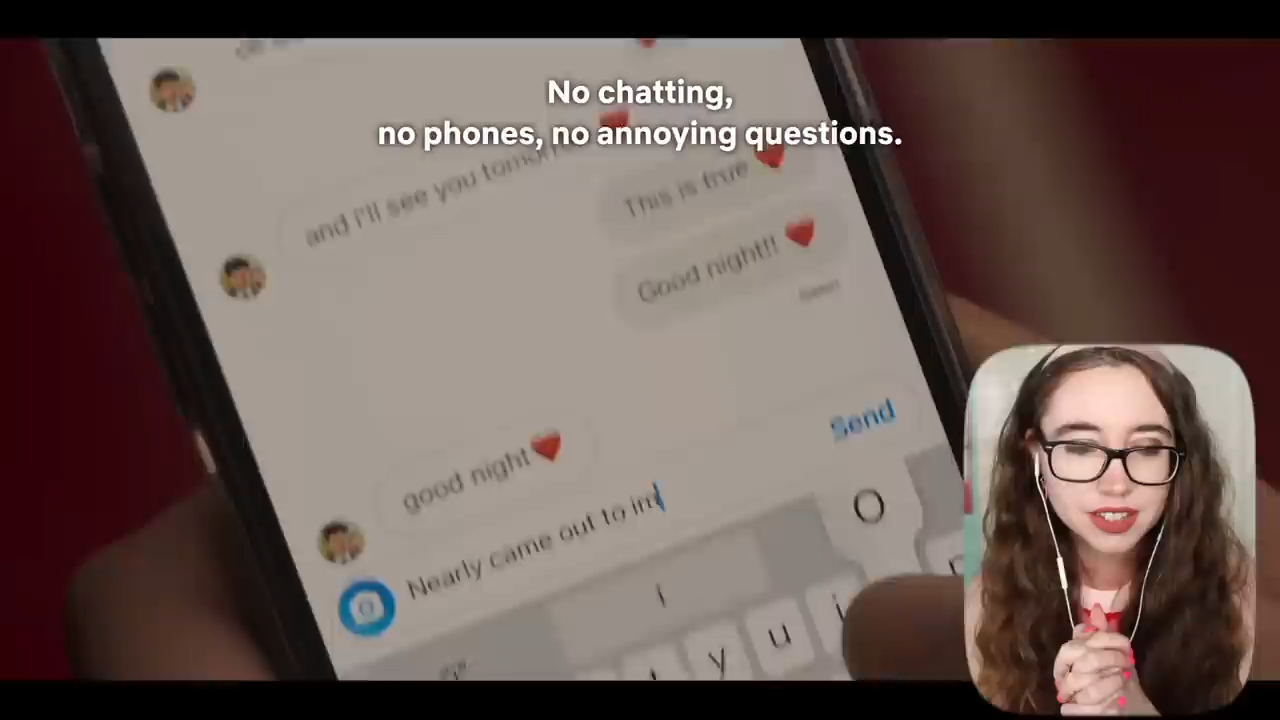 No chatting,
no phones, no annoying questions.
and I'll see you
This is true ❤️
Good night!! ❤️
good night ❤️
Send
Nearly came out to im
O
i
y u i